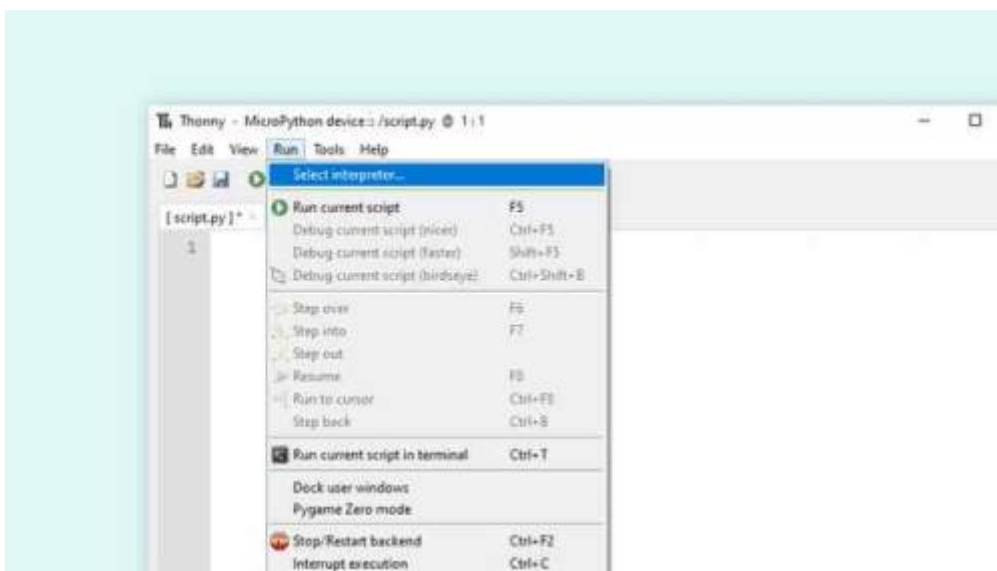 Thonny - MicroPython device :: /script.py @ 1 : 1
File Edit View Run Tools Help
Select interpreter...
[ script.py ] *
Run current script F5
1
Debug current script (nicer) Ctrl+F5
Debug current script (faster) Shift+F5
Debug current script (birdseye) Ctrl+Shift+B
Step over F6
Step into F7
Step out
Resume F8
Run to cursor Ctrl+F8
Step back Ctrl+B
Run current script in terminal Ctrl+T
Dock user windows
Pygame Zero mode
Stop/Restart backend Ctrl+F2
Interrupt execution Ctrl+C